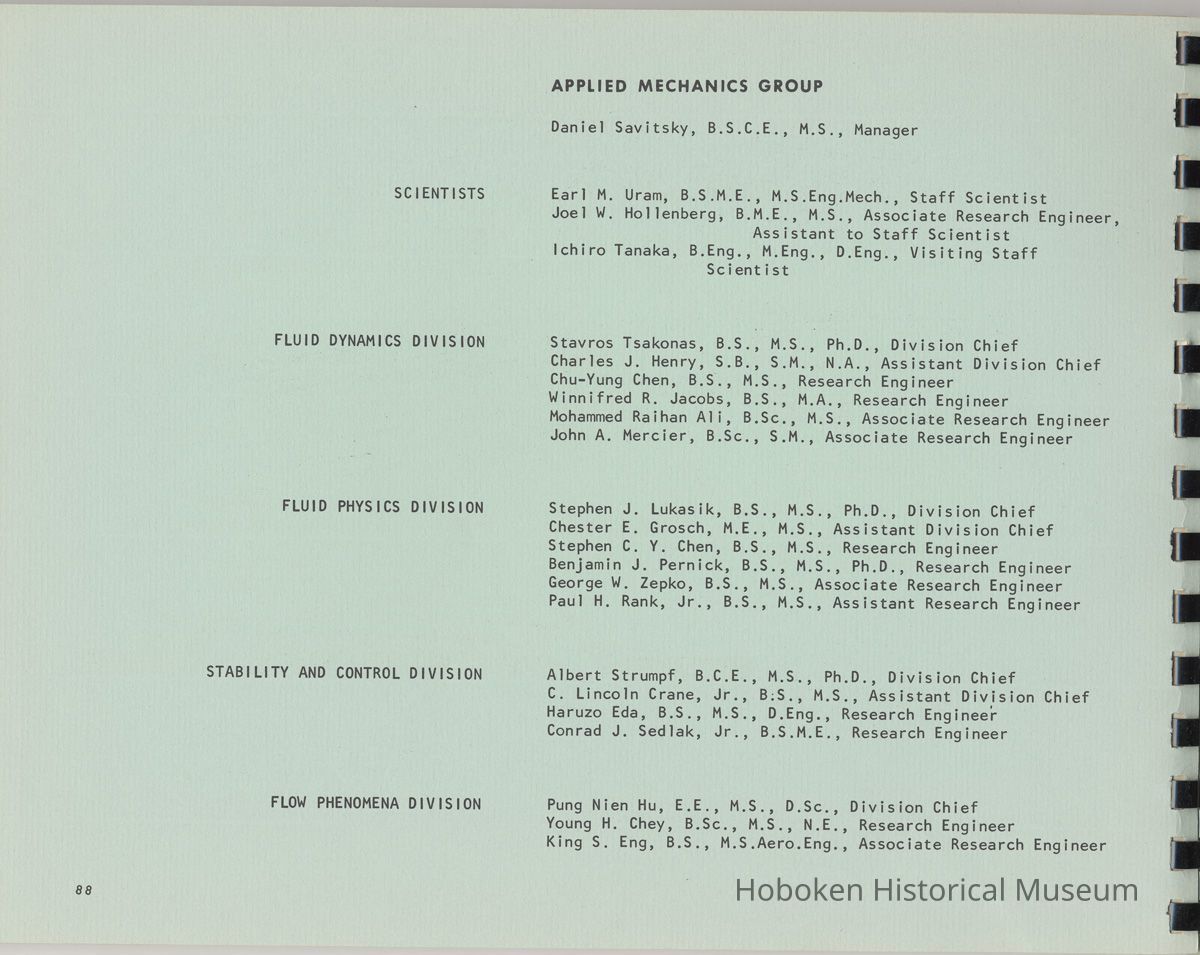 APPLIED MECHANICS GROUP
Daniel Savitsky, B.S.C.E., M.S., Manager
SCIENTISTS
Earl M. Uram, B.S.M.E., M.S.Eng.Mech., Staff Scientist
Joel W. Hollenberg, B.M.E., M.S., Associate Research Engineer,
Assistant to Staff Scientist
Ichiro Tanaka, B.Eng., M.Eng., D.Eng., Visiting Staff
Scientist
FLUID DYNAMICS DIVISION
Stavros Tsakonas, B.S., M.S., Ph.D., Division Chief
Charles J. Henry, S.B., S.M., N.A., Assistant Division Chief
Chu-Yung Chen, B.S., M.S., Research Engineer
Winnifred R. Jacobs, B.S., M.A., Research Engineer
Mohammed Raihan Ali, B.Sc., M.S., Associate Research Engineer
John A. Mercier, B.Sc., S.M., Associate Research Engineer
FLUID PHYSICS DIVISION
Stephen J. Lukasik, B.S., M.S., Ph.D., Division Chief
Chester E. Grosch, M.E., M.S., Assistant Division Chief
Stephen C. Y. Chen, B.S., M.S., Research Engineer
Benjamin J. Pernick, B.S., M.S., Ph.D., Research Engineer
George W. Zepko, B.S., M.S., Associate Research Engineer
Paul H. Rank, Jr., B.S., M.S., Assistant Research Engineer
STABILITY AND CONTROL DIVISION
Albert Strumpf, B.C.E., M.S., Ph.D., Division Chief
C. Lincoln Crane, Jr., B.S., M.S., Assistant Division Chief
Haruzo Eda, B.S., M.S., D.Eng., Research Engineer
Conrad J. Sedlak, Jr., B.S.M.E., Research Engineer
FLOW PHENOMENA DIVISION
Pung Nien Hu, E.E., M.S., D.Sc., Division Chief
Young H. Chey, B.Sc., M.S., N.E., Research Engineer
King S. Eng, B.S., M.S.Aero.Eng., Associate Research Engineer
88
Hoboken Historical Museum